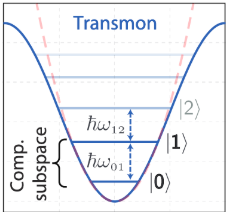 Transmon
|2⟩
ℏω₁₂
|1⟩
Comp.
subspace
ℏω₀₁
|0⟩